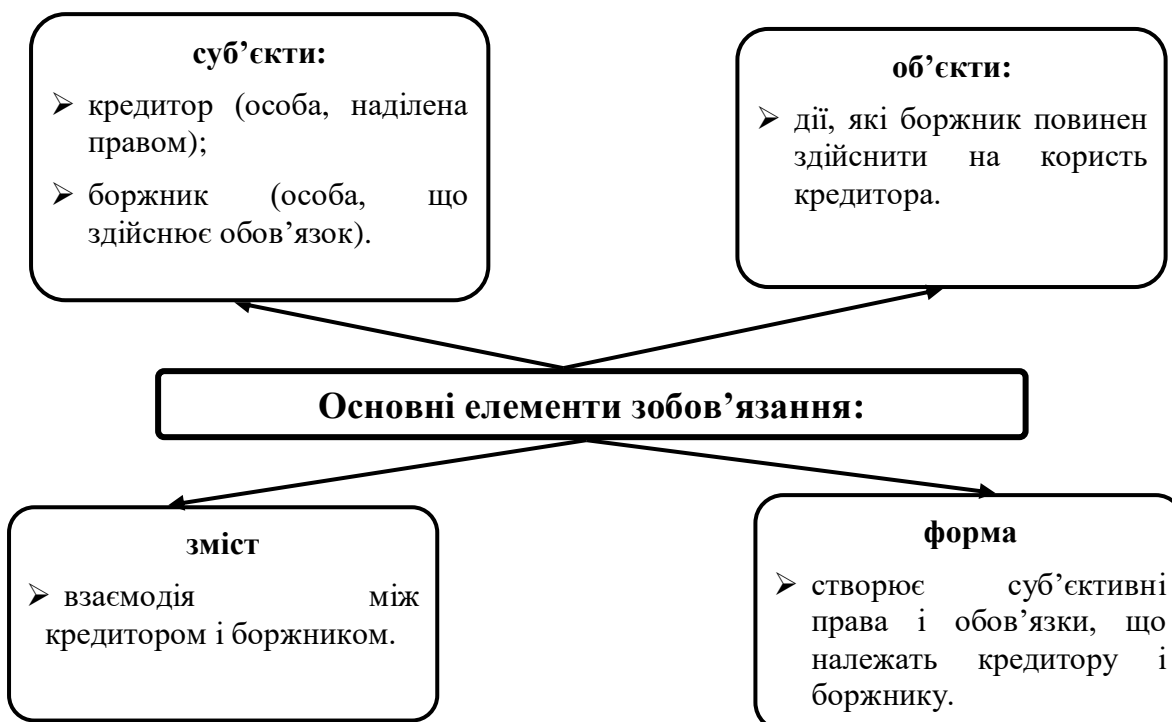 суб’єкти:
➢ кредитор (особа, наділена
правом);
➢ боржник (особа, що
здійснює обов’язок).
об’єкти:
➢ дії, які боржник повинен
здійснити на користь
кредитора.
Основні елементи зобов’язання:
зміст
➢ взаємодія між
кредитором і боржником.
форма
➢ створює суб’єктивні
права і обов’язки, що
належать кредитору і
боржнику.